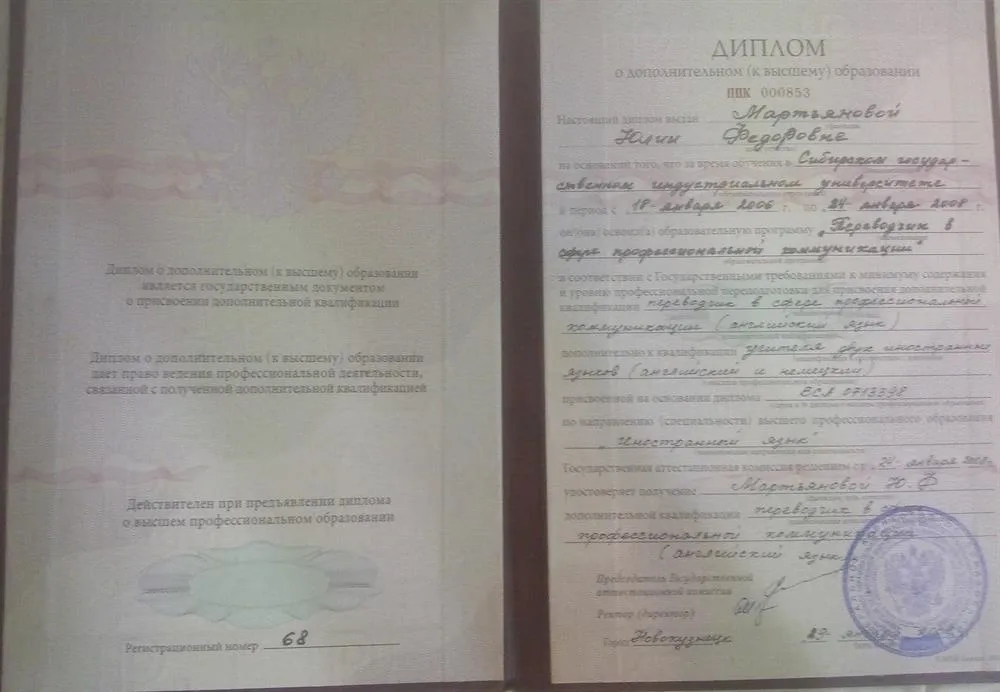 Диплом о дополнительном (к высшему) образовании
является государственным документом
о присвоении дополнительной квалификации
Диплом о дополнительном (к высшему) образовании
дает право ведения профессиональной деятельности,
связанной с полученной дополнительной квалификацией
Действителен при предъявлении диплома
о высшем профессиональном образовании
Регистрационный номер 68
ДИПЛОМ
о дополнительном (к высшему) образовании
ППК 000853
Настоящий диплом выдан Мартьяновой
Юлии Федоровне
на основании того, что за время обучения в Сибирском государ-
ственном индустриальном университете
в период с 18 января 2006 г. по 24 января 2008 г.
он(она) освоил(а) образовательную программу "Переводчик в
сфере профессиональной коммуникации"
в соответствии с Государственными требованиями к минимуму содержания
и уровню профессиональной переподготовки для присвоения дополнительной
квалификации переводчик в сфере профессиональной
коммуникации (английский язык)
дополнительно к квалификации учителя двух иностранных
языков (английский и немецкий)
присвоенной на основании диплома ВСА 0713398
по направлению (специальности) высшего профессионального образования
"Иностранный язык"
Государственная аттестационная комиссия решением от 24 января 2008 г.
удостоверяет получение Мартьяновой Ю.Ф
дополнительной квалификации переводчик в сфере
профессиональной коммуникации
(английский язык
Председатель Государственной
аттестационной комиссии
Ректор (директор)
Город Новокузнецк января